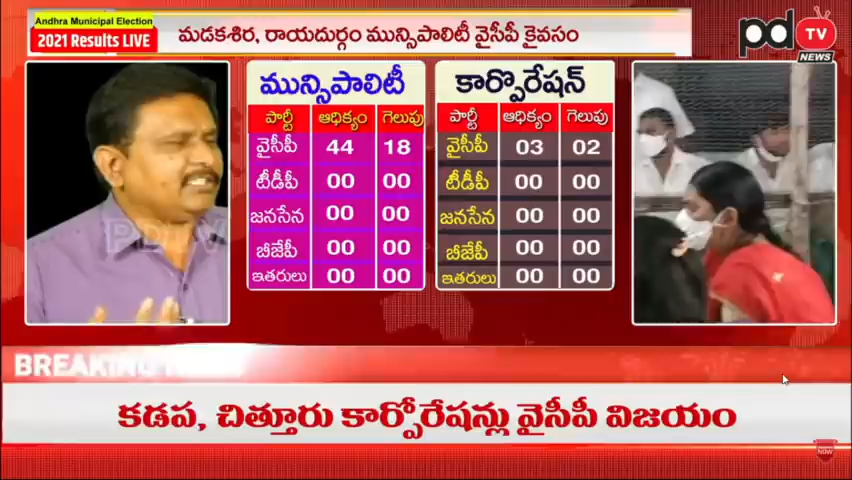 Andhra Municipal Election
2021 Results LIVE
మడకశిర, రాయదుర్గం మున్సిపాలిటీ వైసీపీ కైవసం
pd TV
NEWS
మున్సిపాలిటీ
పార్టీ ఆధిక్యం గెలుపు
వైసీపీ 44 18
టీడీపీ 00 00
జనసేన 00 00
బీజేపీ 00 00
ఇతరులు 00 00
కార్పొరేషన్
పార్టీ ఆధిక్యం గెలుపు
వైసీపీ 03 02
టీడీపీ 00 00
జనసేన 00 00
బీజేపీ 00 00
ఇతరులు 00 00
PDTV
BREAKING
కడప, చిత్తూరు కార్పోరేషన్లు వైసీపీ విజయం